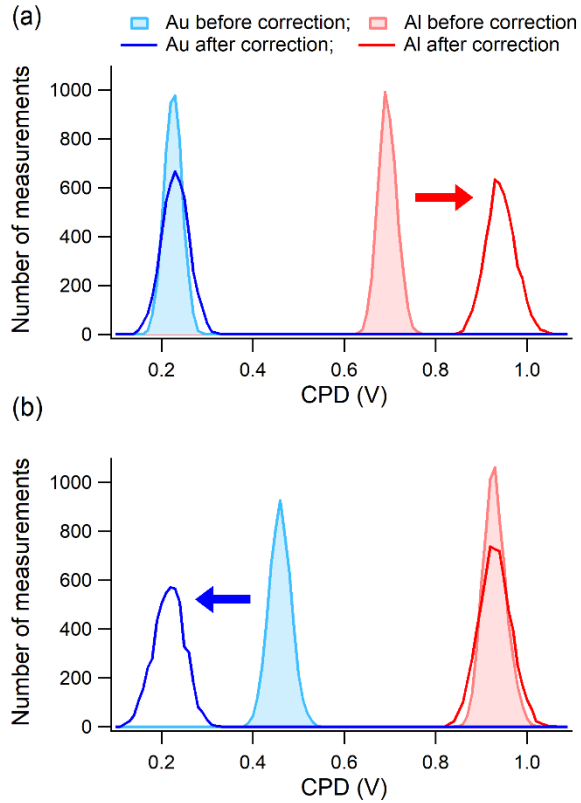 (a)
Au before correction; Al before correction
Au after correction; Al after correction
Number of measurements
1000
800
600
400
200
0
0.2 0.4 0.6 0.8 1.0
CPD (V)
(b)
Number of measurements
1000
800
600
400
200
0
0.2 0.4 0.6 0.8 1.0
CPD (V)